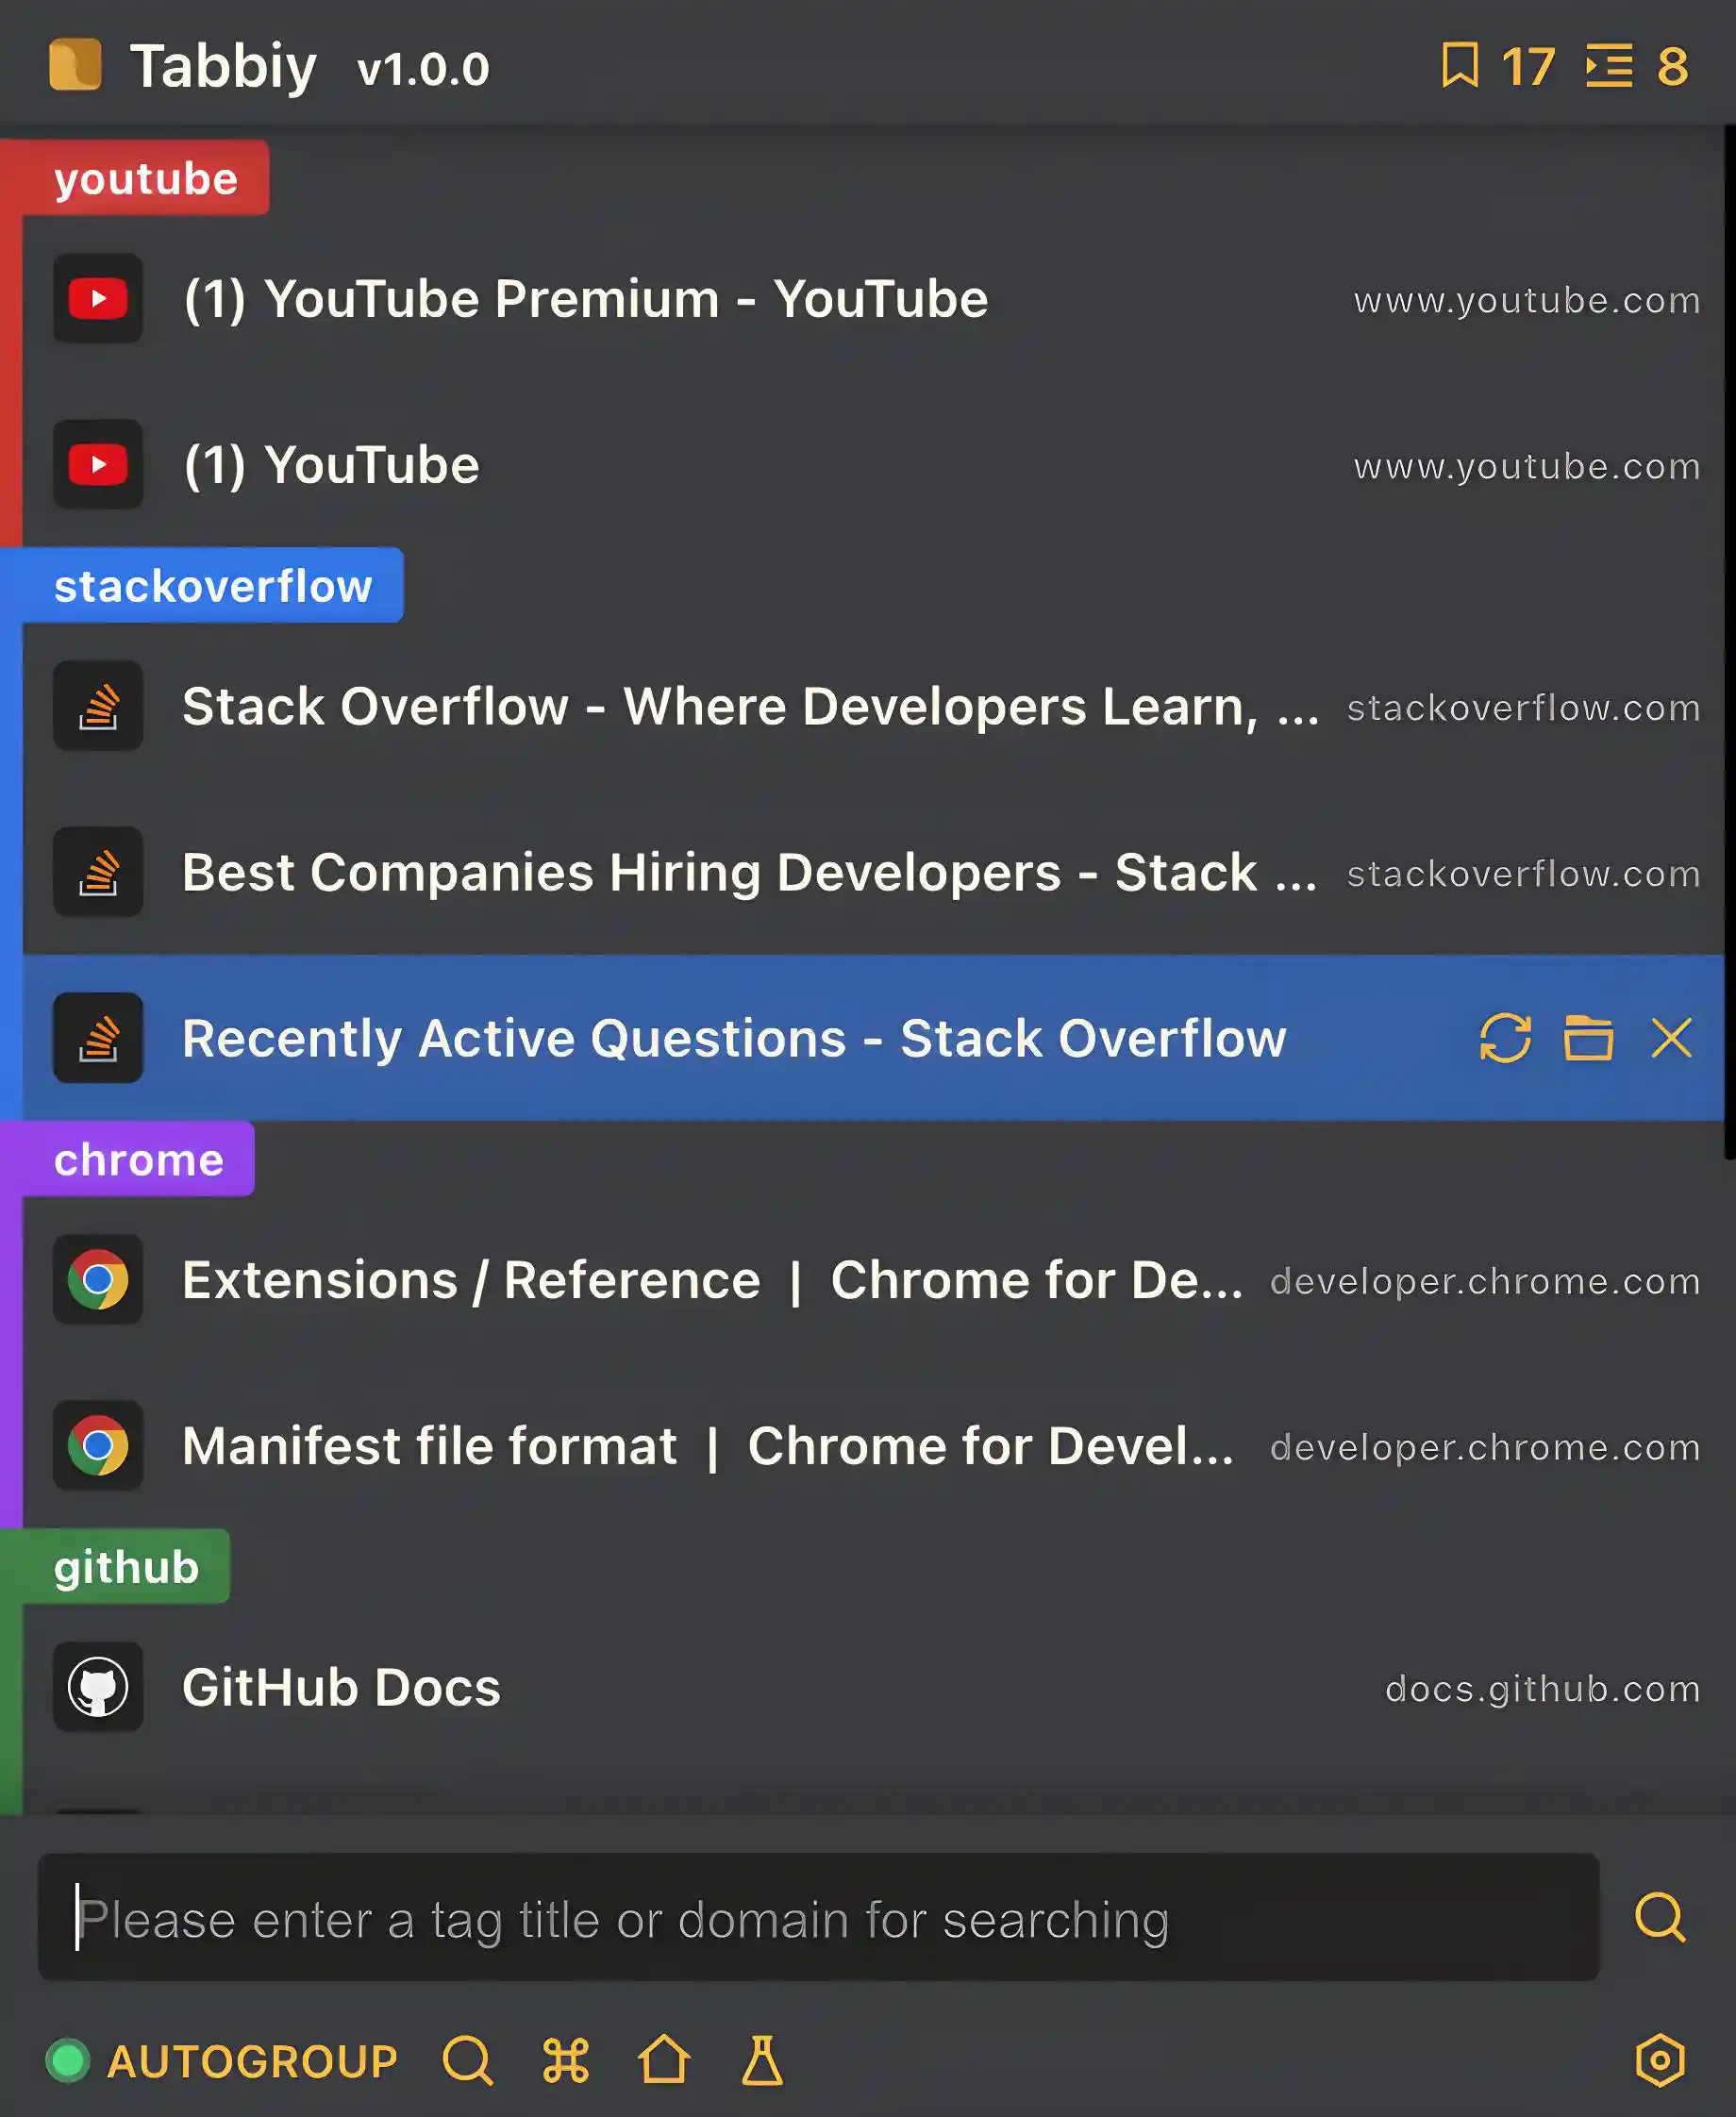 Tabbiy v1.0.0 17 8
youtube
(1) YouTube Premium - YouTube www.youtube.com
(1) YouTube www.youtube.com
stackoverflow
Stack Overflow - Where Developers Learn, ... stackoverflow.com
Best Companies Hiring Developers - Stack ... stackoverflow.com
Recently Active Questions - Stack Overflow
chrome
Extensions / Reference | Chrome for De... developer.chrome.com
Manifest file format | Chrome for Devel... developer.chrome.com
github
GitHub Docs docs.github.com
Please enter a tag title or domain for searching
AUTOGROUP